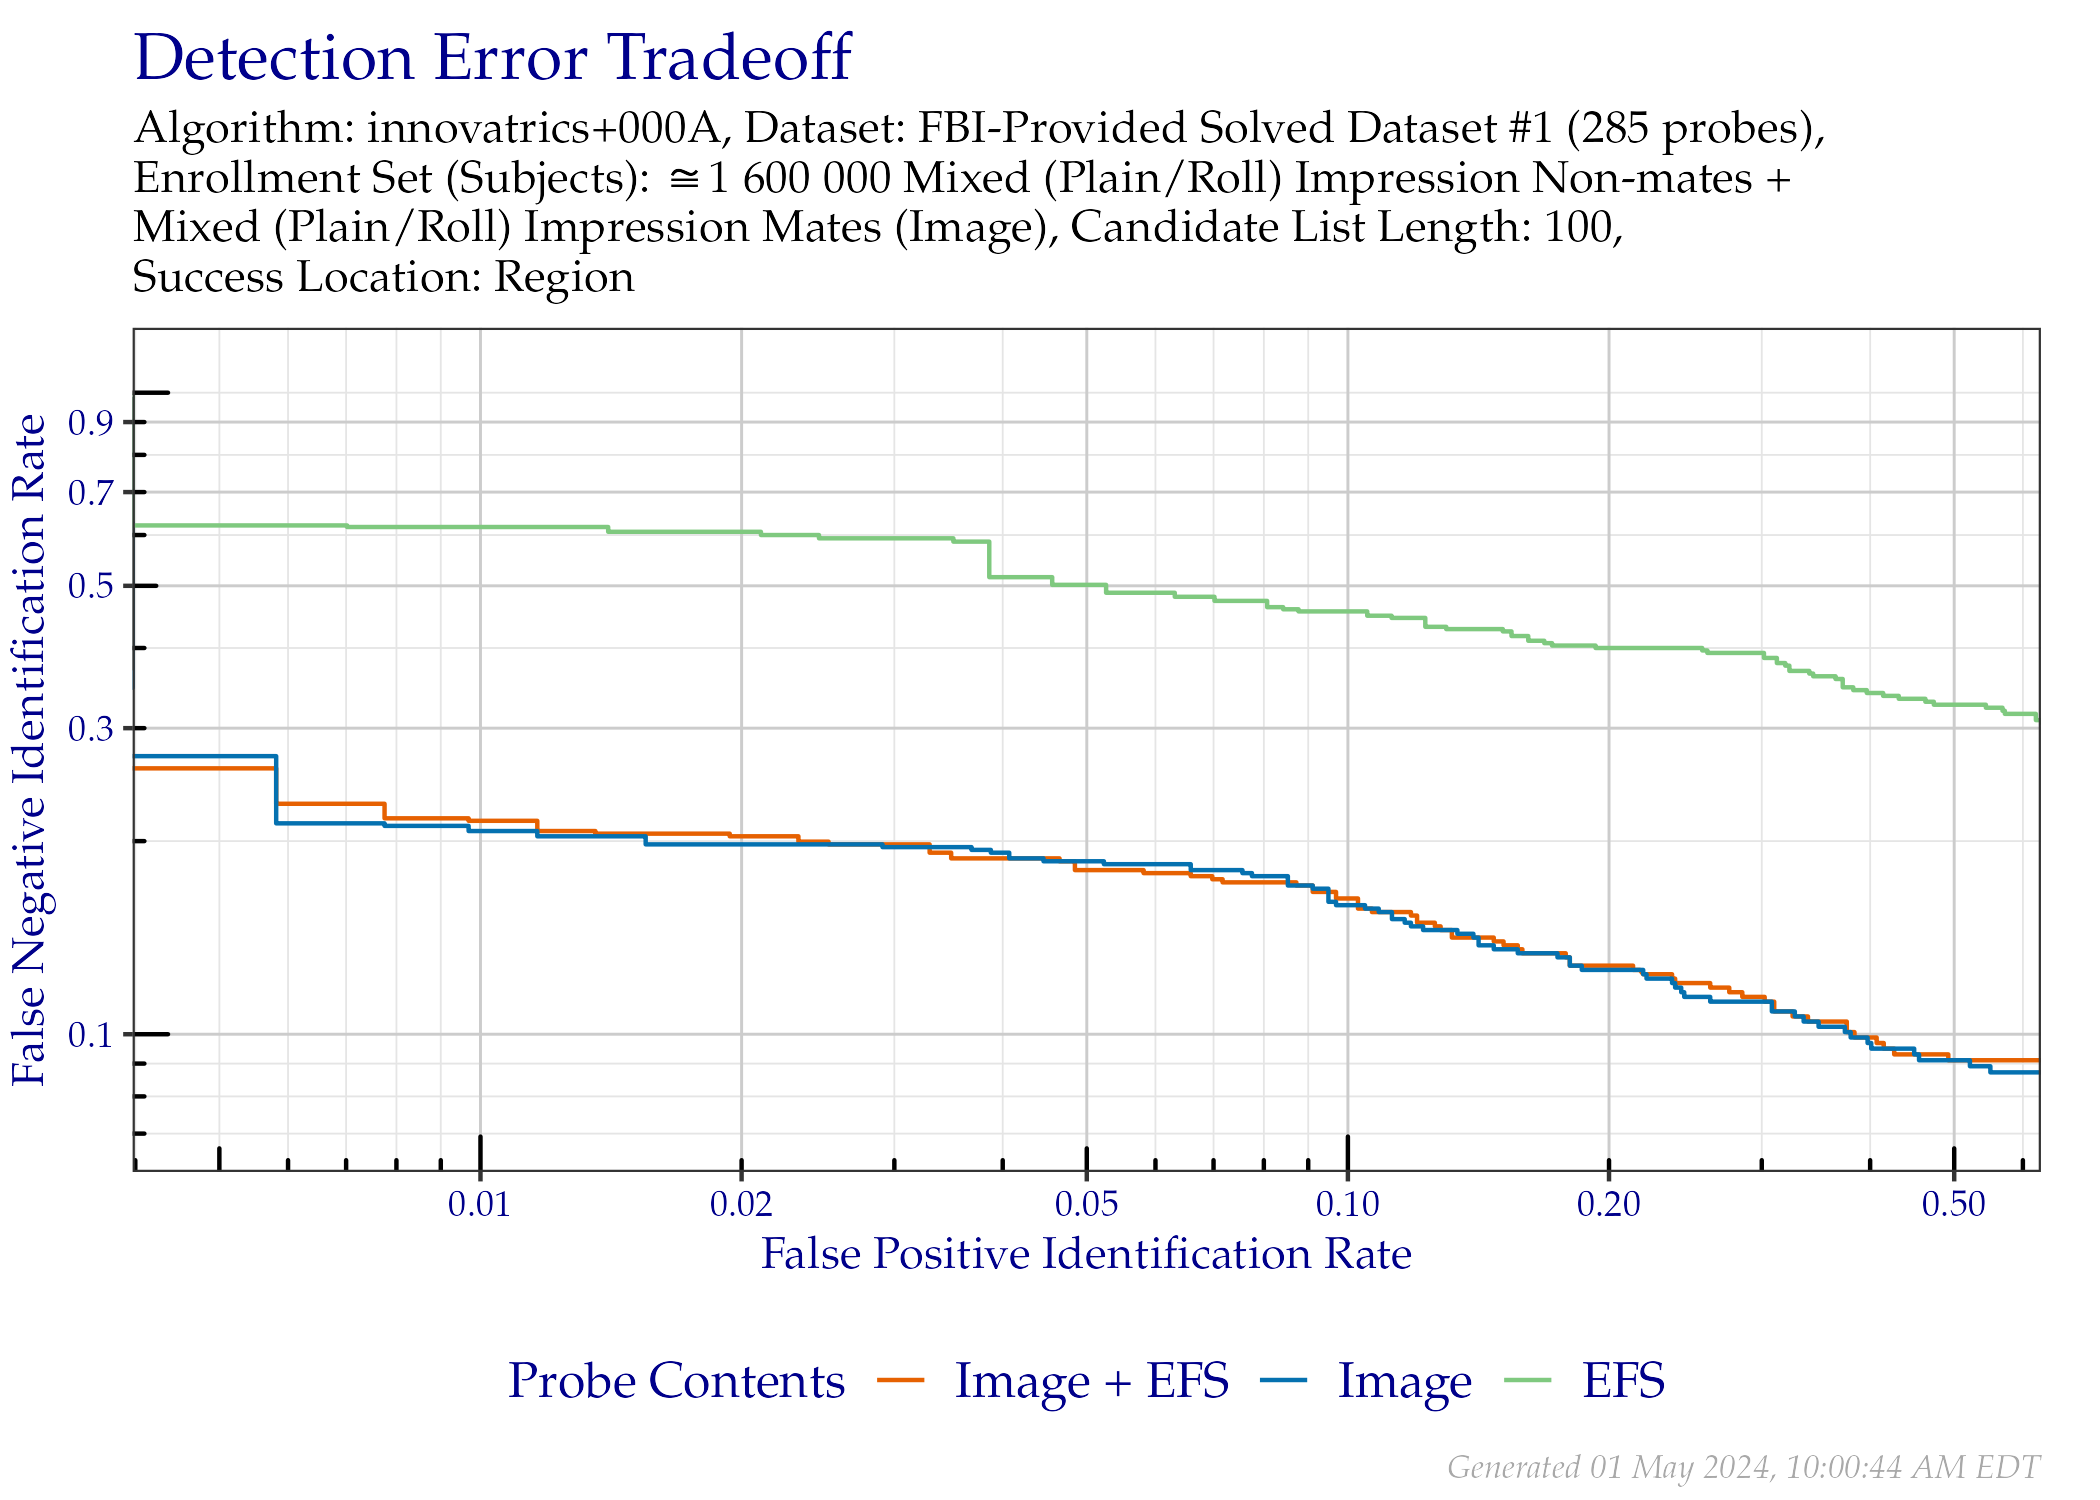 Detection Error Tradeoff
Algorithm: innovatrics+000A, Dataset: FBI-Provided Solved Dataset #1 (285 probes),
Enrollment Set (Subjects): ≅ 1 600 000 Mixed (Plain/Roll) Impression Non-mates +
Mixed (Plain/Roll) Impression Mates (Image), Candidate List Length: 100,
Success Location: Region
False Negative Identification Rate
0.9
0.7
0.5
0.3
0.1
0.01 0.02 0.05 0.10 0.20 0.50
False Positive Identification Rate
Probe Contents Image + EFS Image EFS
Generated 01 May 2024, 10:00:44 AM EDT